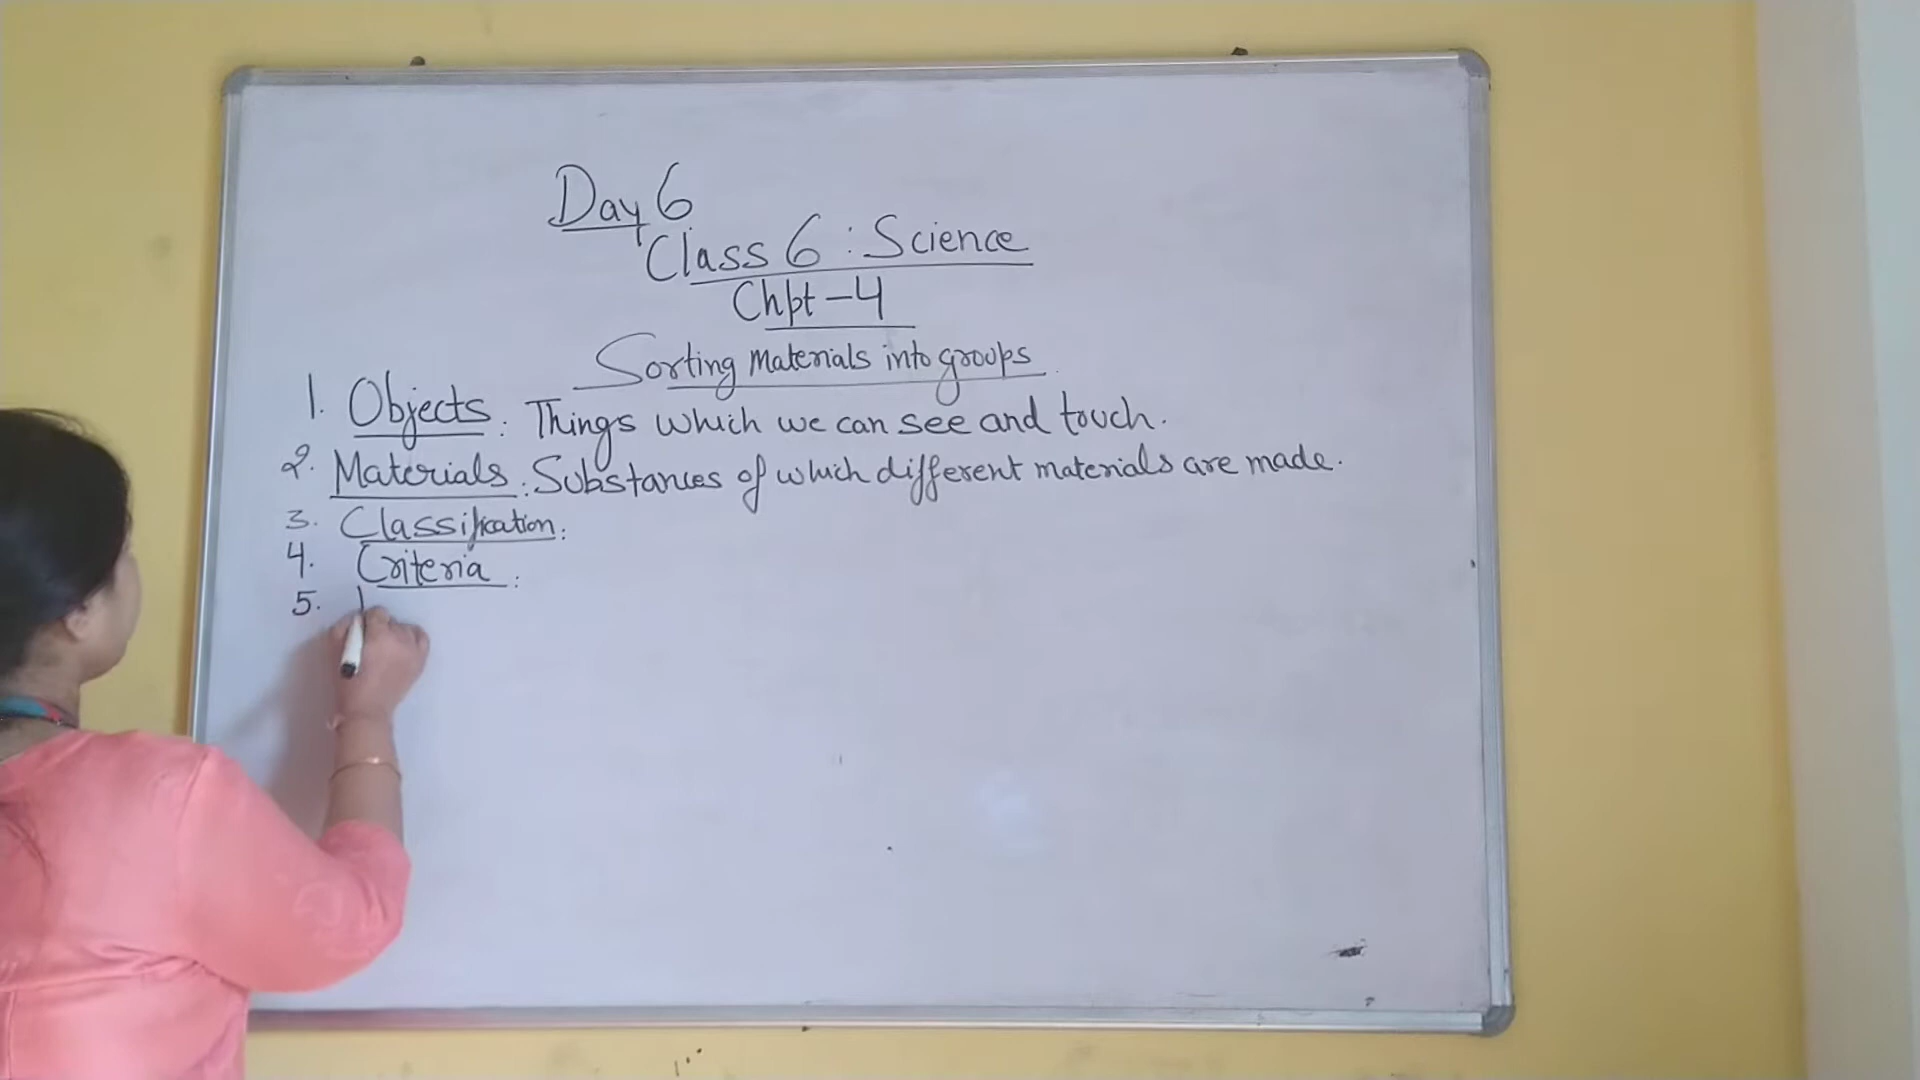 Day 6
Class 6 : Science
Chpt - 4
Sorting Materials into groups
1. Objects : Things which we can see and touch.
2. Materials : Substances of which different materials are made.
3. Classification :
4. Criteria :
5.